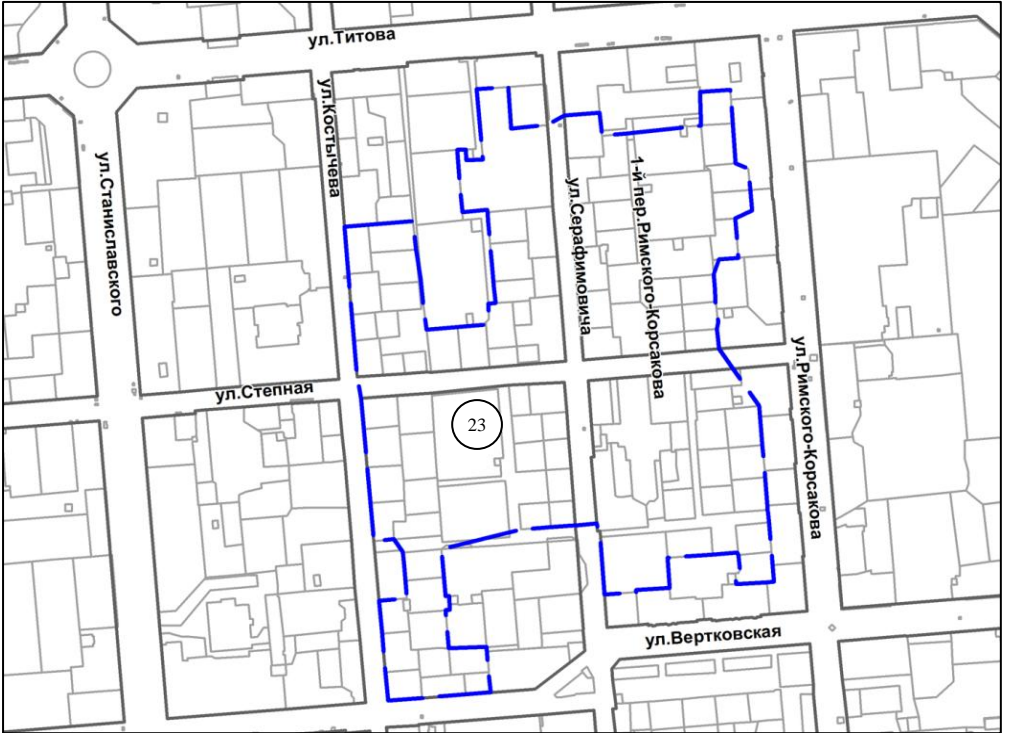 ул.Титова
ул.Костычева
ул.Станиславского
ул.Серафимовича
1-й пер.Римского-Корсакова
ул.Римского-Корсакова
ул.Степная
23
ул.Вертковская